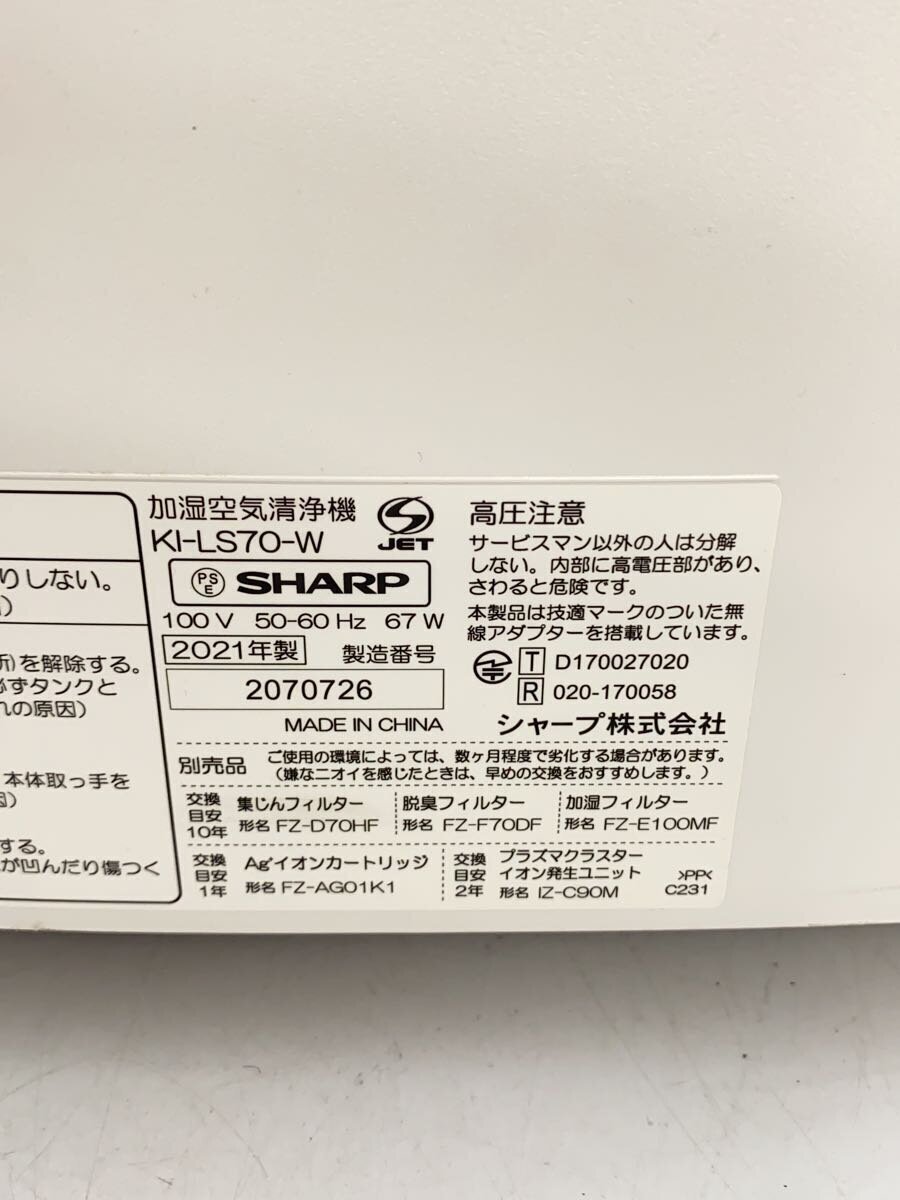 りしない。
所)を解除する。
必ずタンクと
れの原因)
本体取っ手を
因)
する。
が凹んだり傷つく
加湿空気清浄機
KI-LS70-W
JET
PSE SHARP
100 V 50-60 Hz 67 W
2021年製 製造番号
2070726
MADE IN CHINA
高圧注意
サービスマン以外の人は分解
しない。内部に高電圧部があり、
さわると危険です。
本製品は技適マークのついた無
線アダプターを搭載しています。
T D170027020
R 020-170058
シャープ株式会社
別売品
ご使用の環境によっては、数ヶ月程度で劣化する場合があります。
(嫌なニオイを感じたときは、早めの交換をおすすめします。)
交換目安10年
集じんフィルター
形名 FZ-D70HF
脱臭フィルター
形名 FZ-F70DF
加湿フィルター
形名 FZ-E100MF
交換目安1年
Ag⁺イオンカートリッジ
形名 FZ-AG01K1
交換目安2年
プラズマクラスター
イオン発生ユニット
形名 IZ-C90M
>PP<
C231